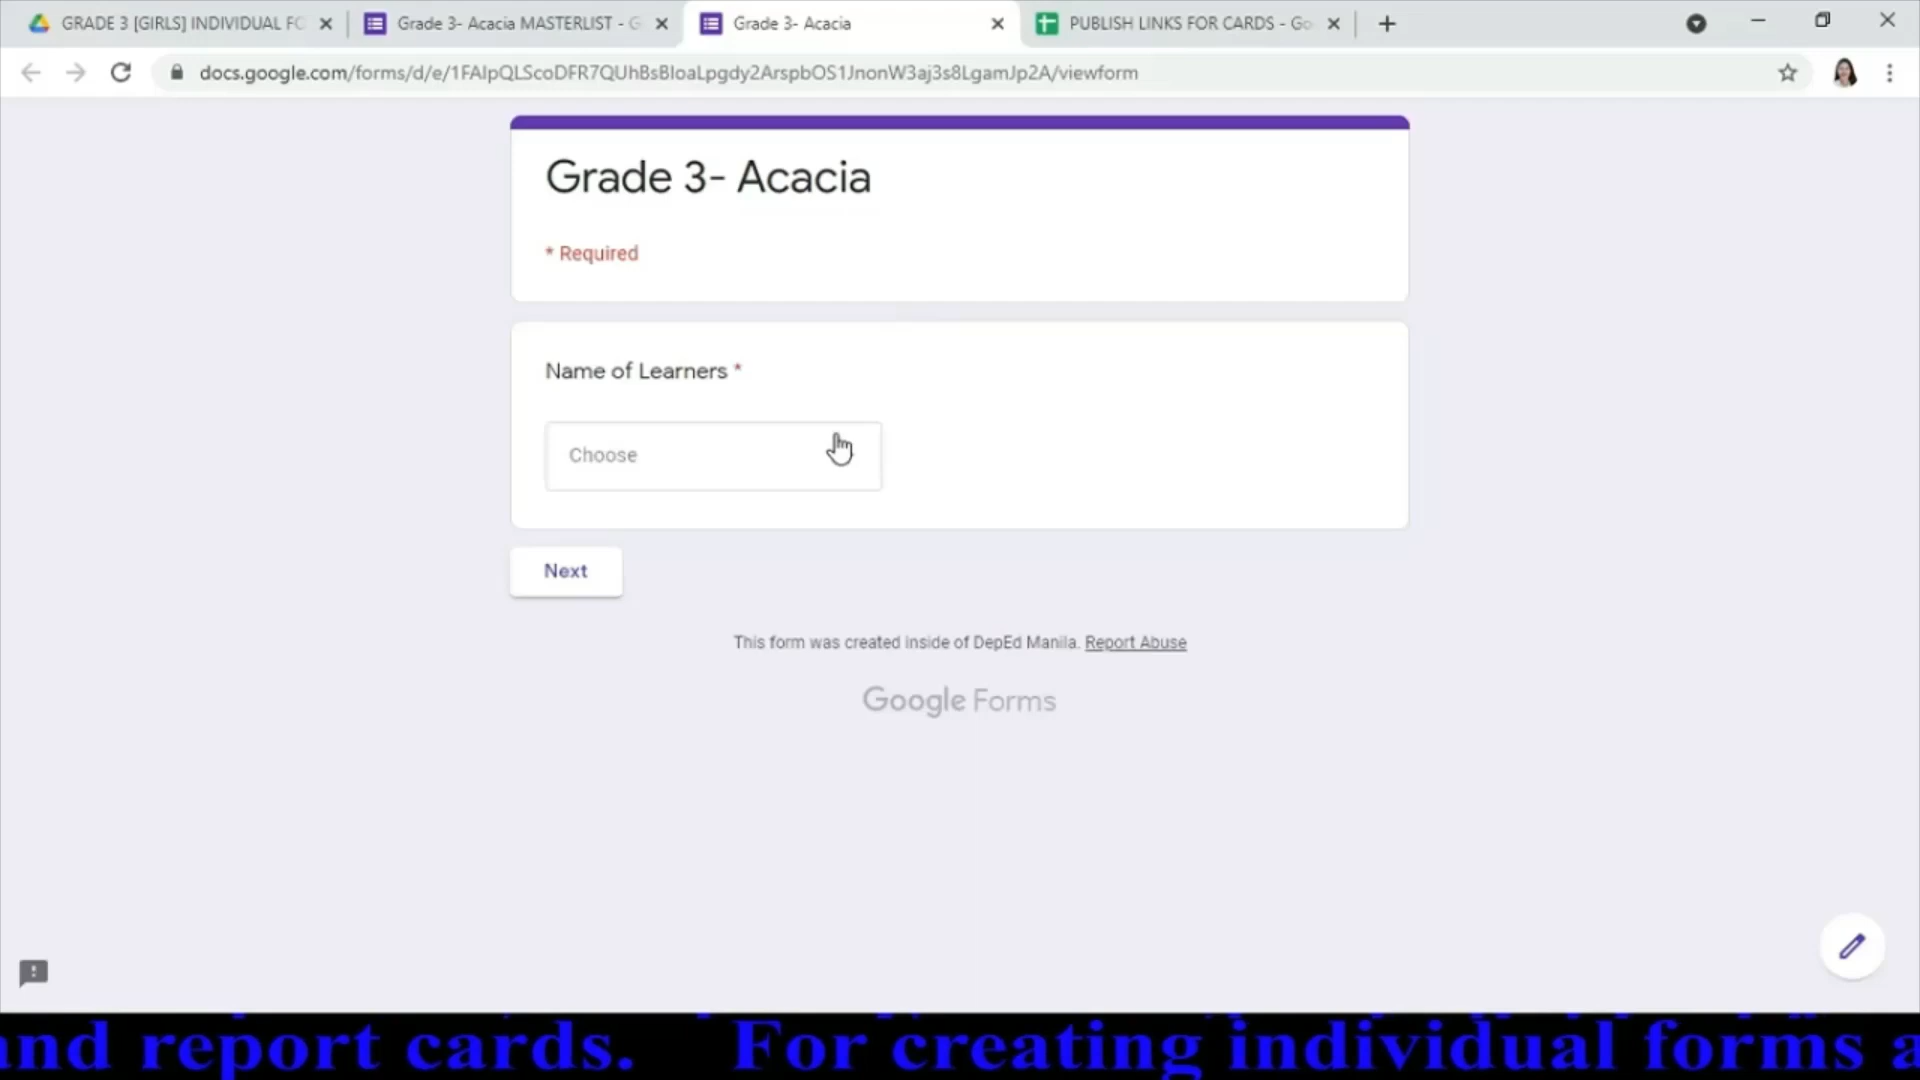 GRADE 3 [GIRLS] INDIVIDUAL FO
Grade 3- Acacia MASTERLIST - G
Grade 3- Acacia
PUBLISH LINKS FOR CARDS - Go
docs.google.com/forms/d/e/1FAIpQLScoDFR7QUhBsBIoaLpgdy2ArspbOS1JnonW3aj3s8LgamJp2A/viewform
Grade 3- Acacia
* Required
Name of Learners *
Choose
Next
This form was created inside of DepEd Manila. Report Abuse
Google Forms
and report cards. For creating individual forms a